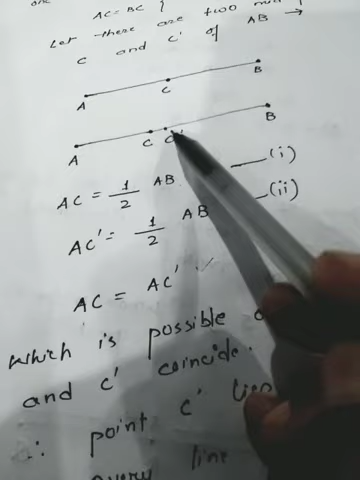 AC = BC }
Let there are two
C and C' of AB →
A C B
A C C' B
AC = 1/2 AB — (i)
AC' = 1/2 AB — (ii)
AC = AC' ✓
which is possible
and C' coincide.
∴ point C' lies
every line